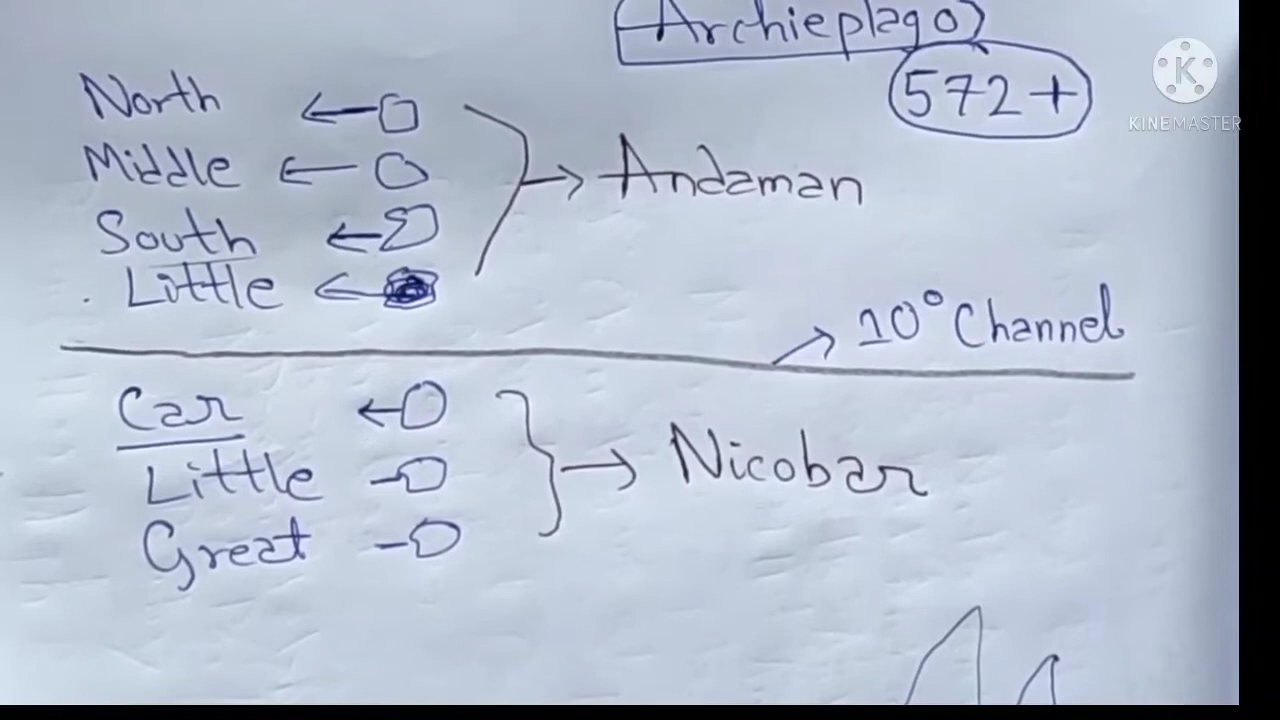 Archieplago
572+
KINEMASTER
North
Middle
South
Little
Andaman
10° Channel
Car
Little
Great
Nicobar